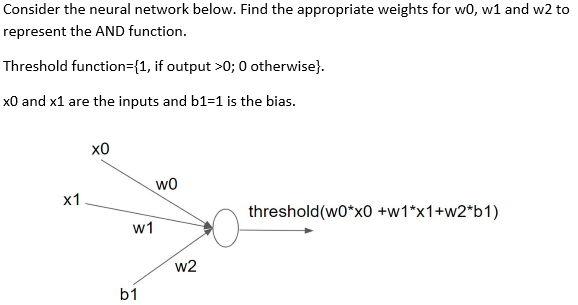 Consider the neural network below. Find the appropriate weights for w0, w1 and w2 to
represent the AND function.
Threshold function={1, if output >0; 0 otherwise}.
x0 and x1 are the inputs and b1=1 is the bias.
x0
w0
x1
threshold(w0*x0 +w1*x1+w2*b1)
w1
w2
b1